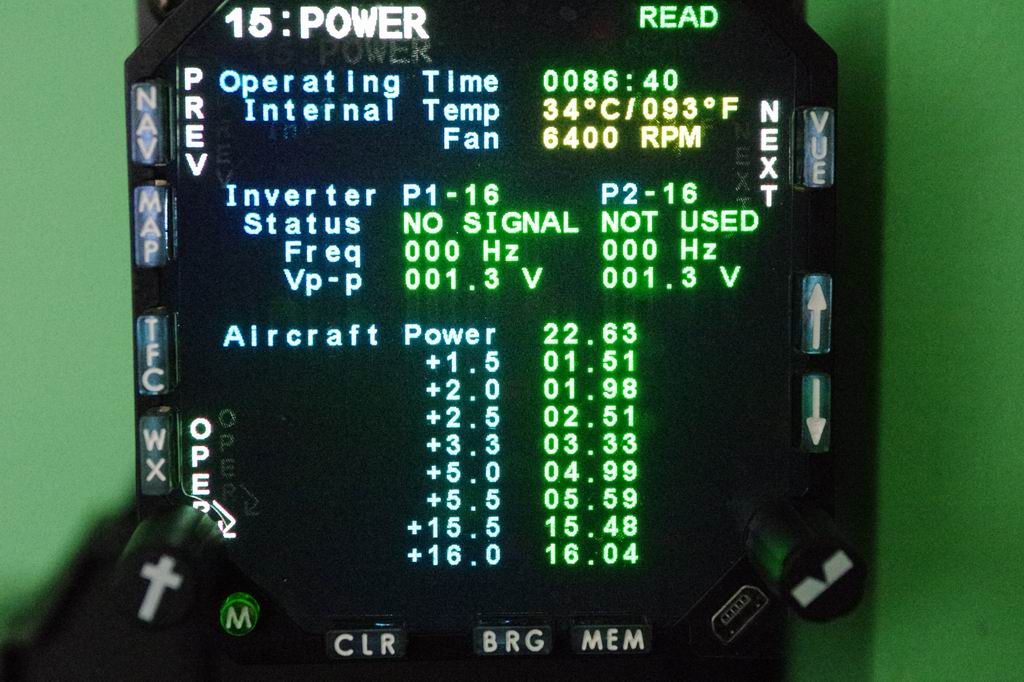 15:POWER
READ
PREV
Operating Time 0086:40
Internal Temp 34°C/093°F
Fan 6400 RPM
NEXT
NAV
VUE
Inverter P1-16 P2-16
Status NO SIGNAL NOT USED
Freq 000 Hz 000 Hz
Vp-p 001.3 V 001.3 V
MAP
Aircraft Power 22.63
+1.5 01.51
+2.0 01.98
+2.5 02.51
+3.3 03.33
+5.0 04.99
+5.5 05.59
+15.5 15.48
+16.0 16.04
TFC
WX
M
CLR
BRG
MEM